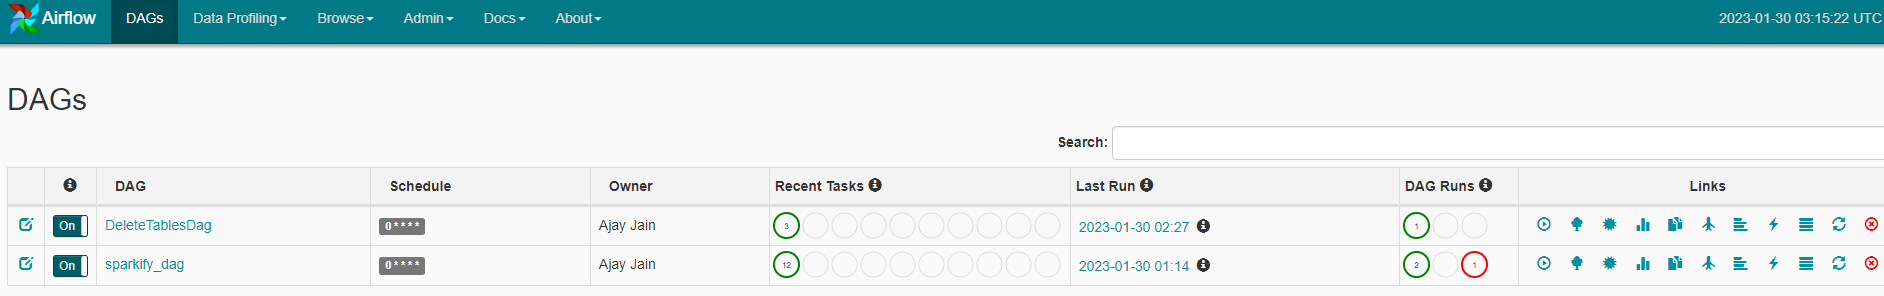 Airflow DAGs Data Profiling Browse Admin Docs About 2023-01-30 03:15:22 UTC
DAGs
Search:
DAG Schedule Owner Recent Tasks Last Run DAG Runs Links
On DeleteTablesDag 0 * * * * Ajay Jain 3 2023-01-30 02:27 1
On sparkify_dag 0 * * * * Ajay Jain 12 2023-01-30 01:14 2 1